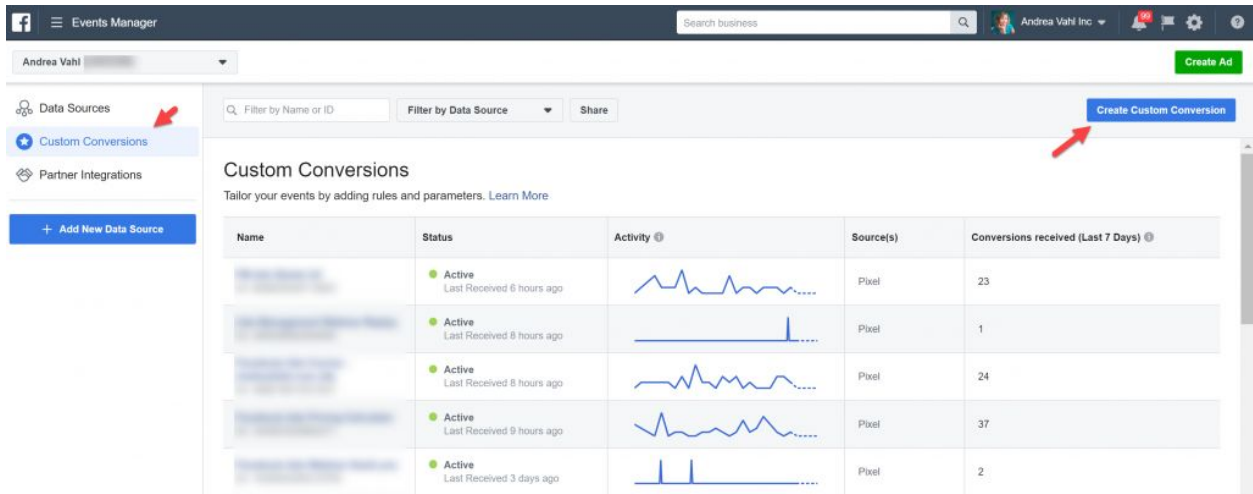 f Events Manager
Search business
Andrea Vahl Inc
99
Andrea Vahl
Create Ad
Data Sources
Custom Conversions
Partner Integrations
+ Add New Data Source
Filter by Name or ID
Filter by Data Source
Share
Create Custom Conversion
Custom Conversions
Tailor your events by adding rules and parameters. Learn More
Name Status Activity Source(s) Conversions received (Last 7 Days)
Active
Last Received 6 hours ago
Pixel
23
Active
Last Received 8 hours ago
Pixel
1
Active
Last Received 8 hours ago
Pixel
24
Active
Last Received 9 hours ago
Pixel
37
Active
Last Received 3 days ago
Pixel
2